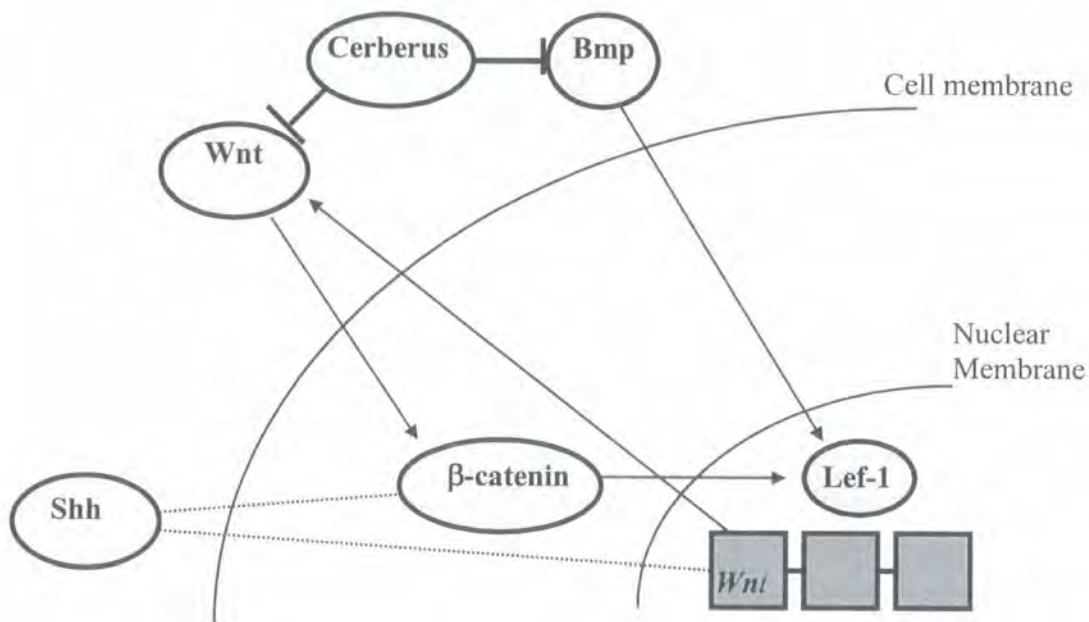 Cerberus
Bmp
Cell membrane
Wnt
Nuclear
Membrane
β-catenin
Lef-1
Shh
Wnt